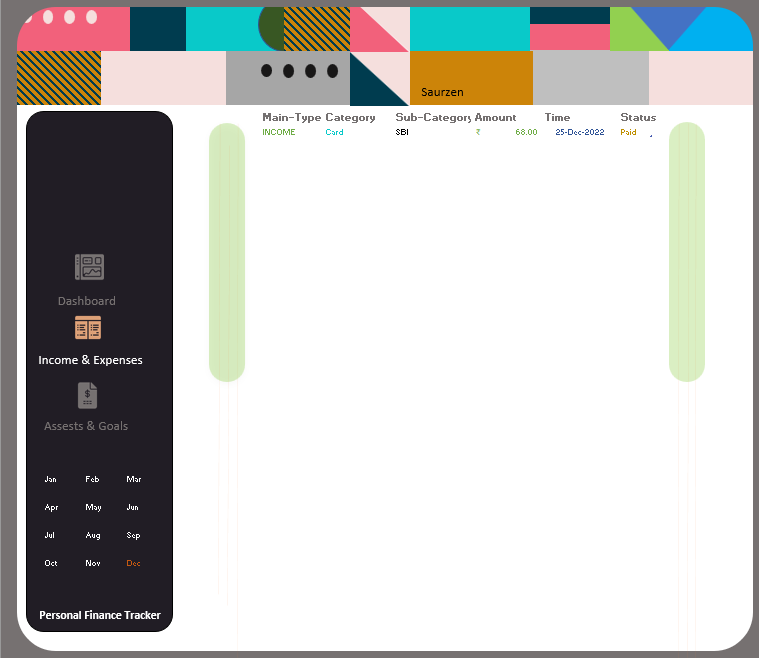 Saurzen
Main-Type Category Sub-Category Amount Time Status
INCOME Card SBI ₹ 68.00 25-Dec-2022 Paid
Dashboard
Income & Expenses
Assests & Goals
Jan Feb Mar
Apr May Jun
Jul Aug Sep
Oct Nov Dec
Personal Finance Tracker